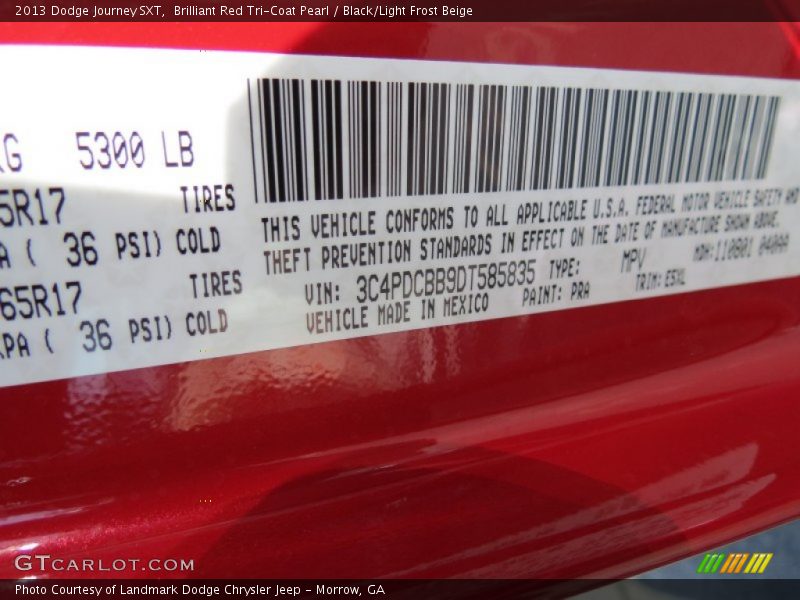 2013 Dodge Journey SXT, Brilliant Red Tri-Coat Pearl / Black/Light Frost Beige
5300 LB
5R17 TIRES
( 36 PSI) COLD
65R17 TIRES
PA ( 36 PSI) COLD
THIS VEHICLE CONFORMS TO ALL APPLICABLE U.S.A. FEDERAL MOTOR VEHICLE SAFETY AND
THEFT PREVENTION STANDARDS IN EFFECT ON THE DATE OF MANUFACTURE SHOWN ABOVE.
VIN: 3C4PDCBB9DT585835 TYPE: MPV
VEHICLE MADE IN MEXICO PAINT: PRA TRIM:
GTCARLOT.COM
Photo Courtesy of Landmark Dodge Chrysler Jeep - Morrow, GA